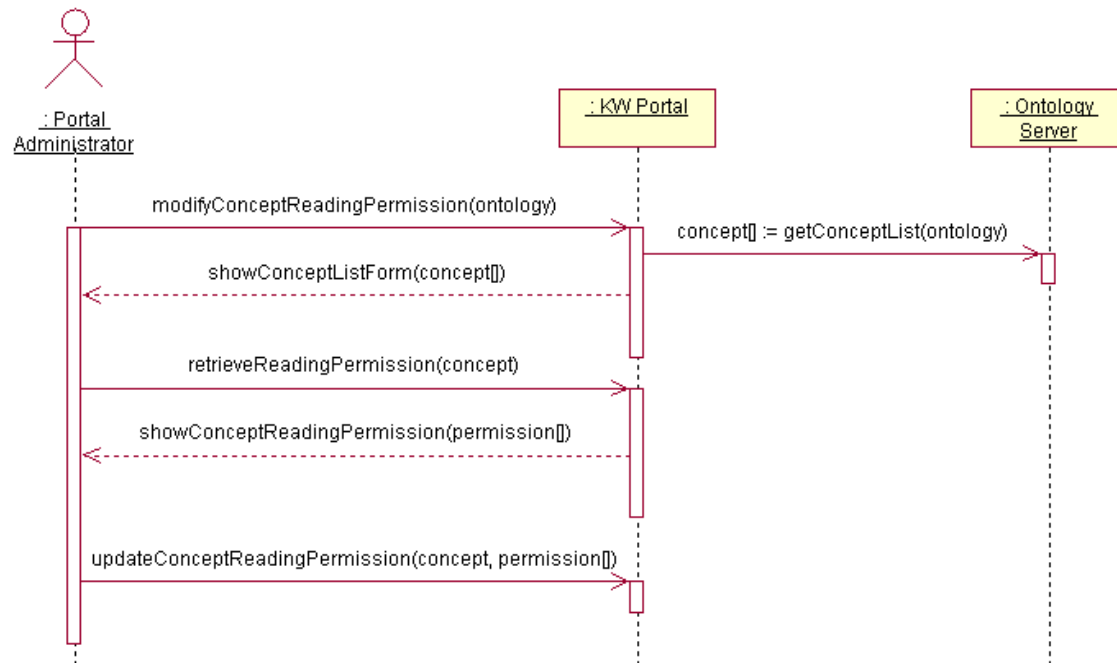 : Portal
Administrator
: KW Portal
: Ontology
Server
modifyConceptReadingPermission(ontology)
concept[] := getConceptList(ontology)
showConceptListForm(concept[])
retrieveReadingPermission(concept)
showConceptReadingPermission(permission[])
updateConceptReadingPermission(concept, permission[])